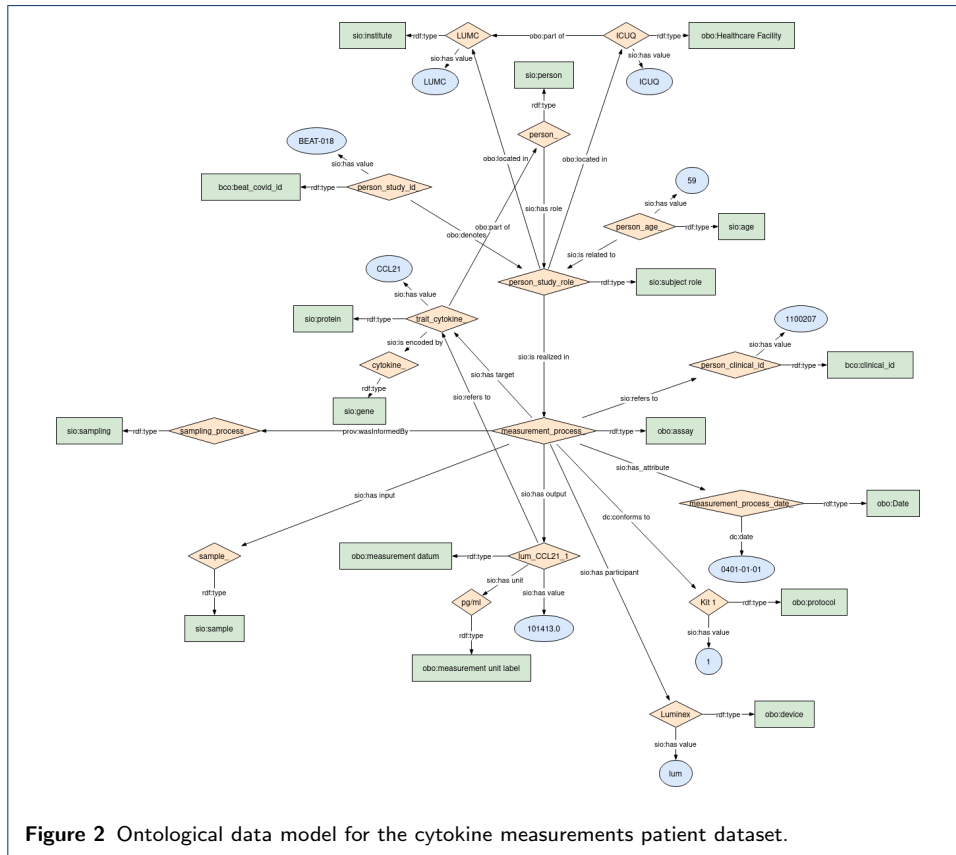 sio:institute
rdf:type
LUMC
obo:part of
ICUQ
rdf:type
obo:Healthcare Facility
sio:has value
sio:has value
LUMC
ICUQ
sio:person
rdf:type
person_
BEAT-018
sio:has value
obo:located in
obo:located in
bco:beat_covid_id
rdf:type
person_study_id
59
sio:has value
sio:has role
person_age_
rdf:type
sio:age
obo:part of
obo:denotes
sio:is related to
CCL21
sio:has value
person_study_role_
rdf:type
sio:subject role
sio:protein
rdf:type
trait_cytokine
1100207
sio:has value
sio:is encoded by
cytokine_
sio:is realized in
sio:has target
person_clinical_id_
rdf:type
bco:clinical_id
rdf:type
sio:refers to
sio:refers to
sio:gene
sio:sampling
rdf:type
sampling_process_
prov:wasInformedBy
measurement_process_
rdf:type
obo:assay
sio:has_attribute
sio:has input
sio:has output
measurement_process_date_
rdf:type
obo:Date
dc:conforms to
dc:date
sample_
obo:measurement datum
rdf:type
lum_CCL21_1
sio:has participant
0401-01-01
rdf:type
sio:has unit
sio:has value
pg/ml
Kit 1
rdf:type
obo:protocol
sio:sample
rdf:type
101413.0
sio:has value
obo:measurement unit label
1
Luminex
rdf:type
obo:device
sio:has value
lum
Figure 2 Ontological data model for the cytokine measurements patient dataset.